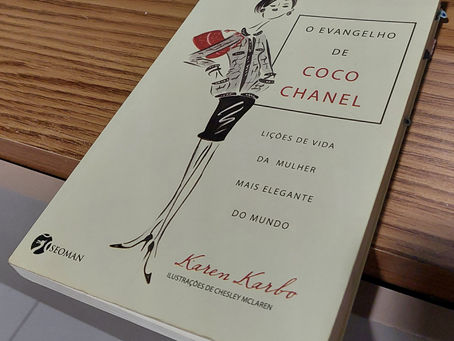 O EVANGELHO
DE
COCO
CHANEL
LIÇÕES DE VIDA
DA MULHER
MAIS ELEGANTE
DO MUNDO
Karen Karbo
ILUSTRAÇÕES DE CHESLEY MCLAREN
SEOMAN